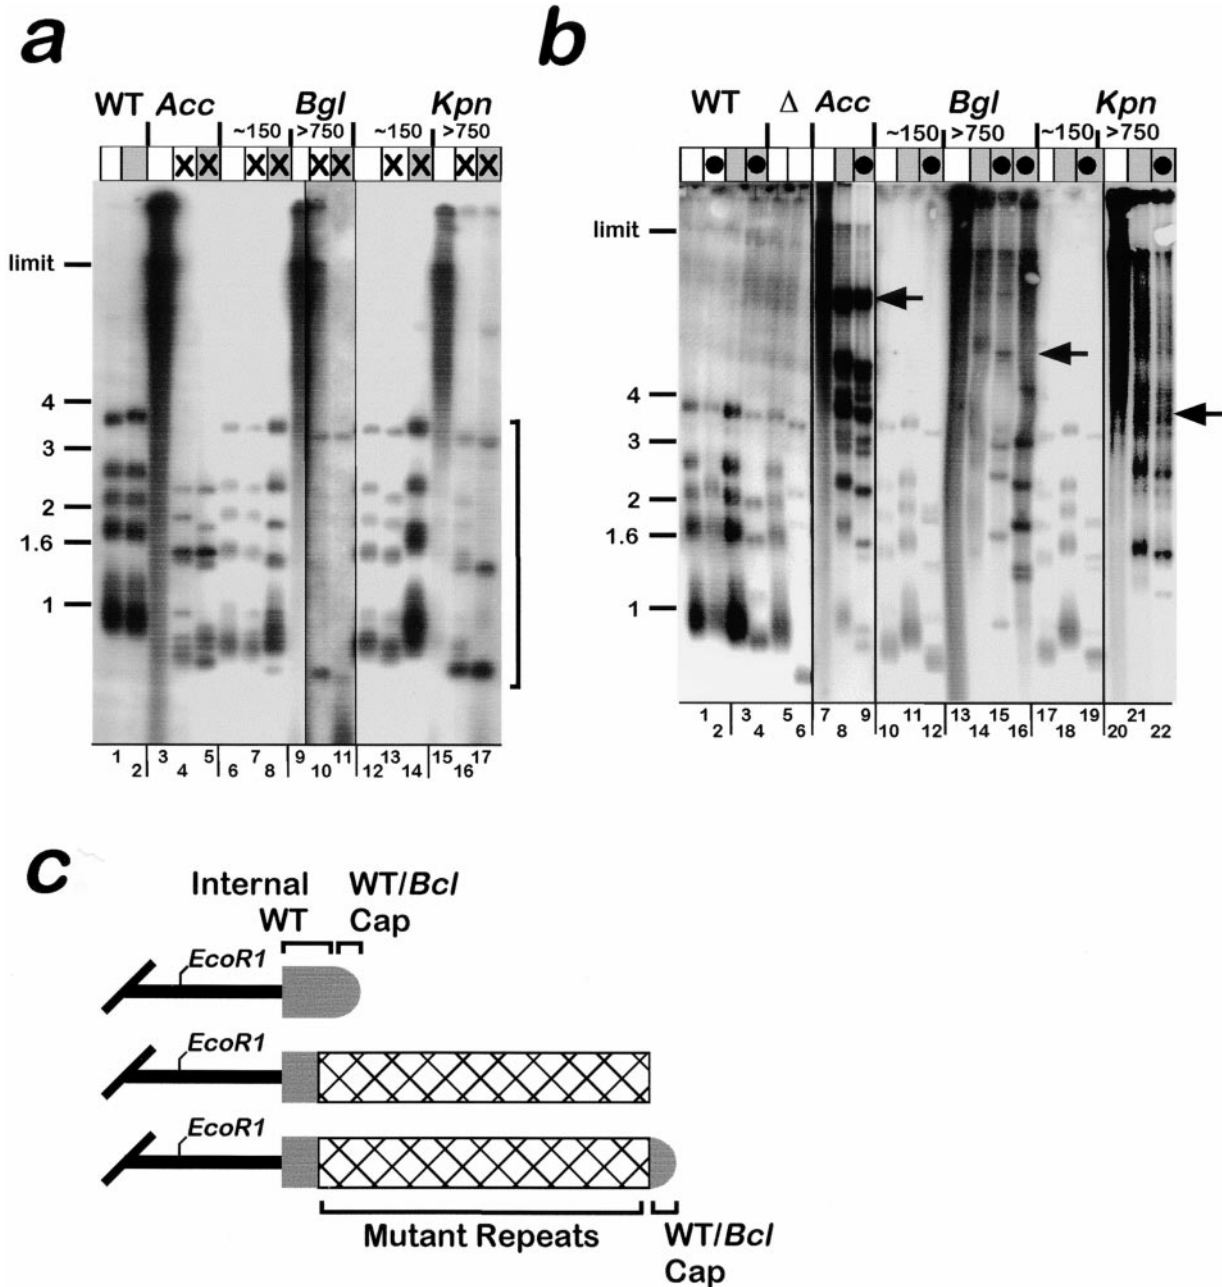 a
WT Acc Bgl Kpn
~150 >750 ~150 >750
X X X X X X X X X X
limit
4
3
2
1.6
1
1 3 5 7 9 11 13 15 17
2 4 6 8 10 12 14 16
b
WT Δ Acc Bgl Kpn
~150 >750 ~150 >750
limit
4
3
2
1.6
1
1 3 5 7 9 11 13 15 17 19 21
2 4 6 8 10 12 14 16 18 20 22
c
Internal WT/Bcl
WT Cap
EcoR1
EcoR1
EcoR1
Mutant Repeats WT/Bcl
Cap